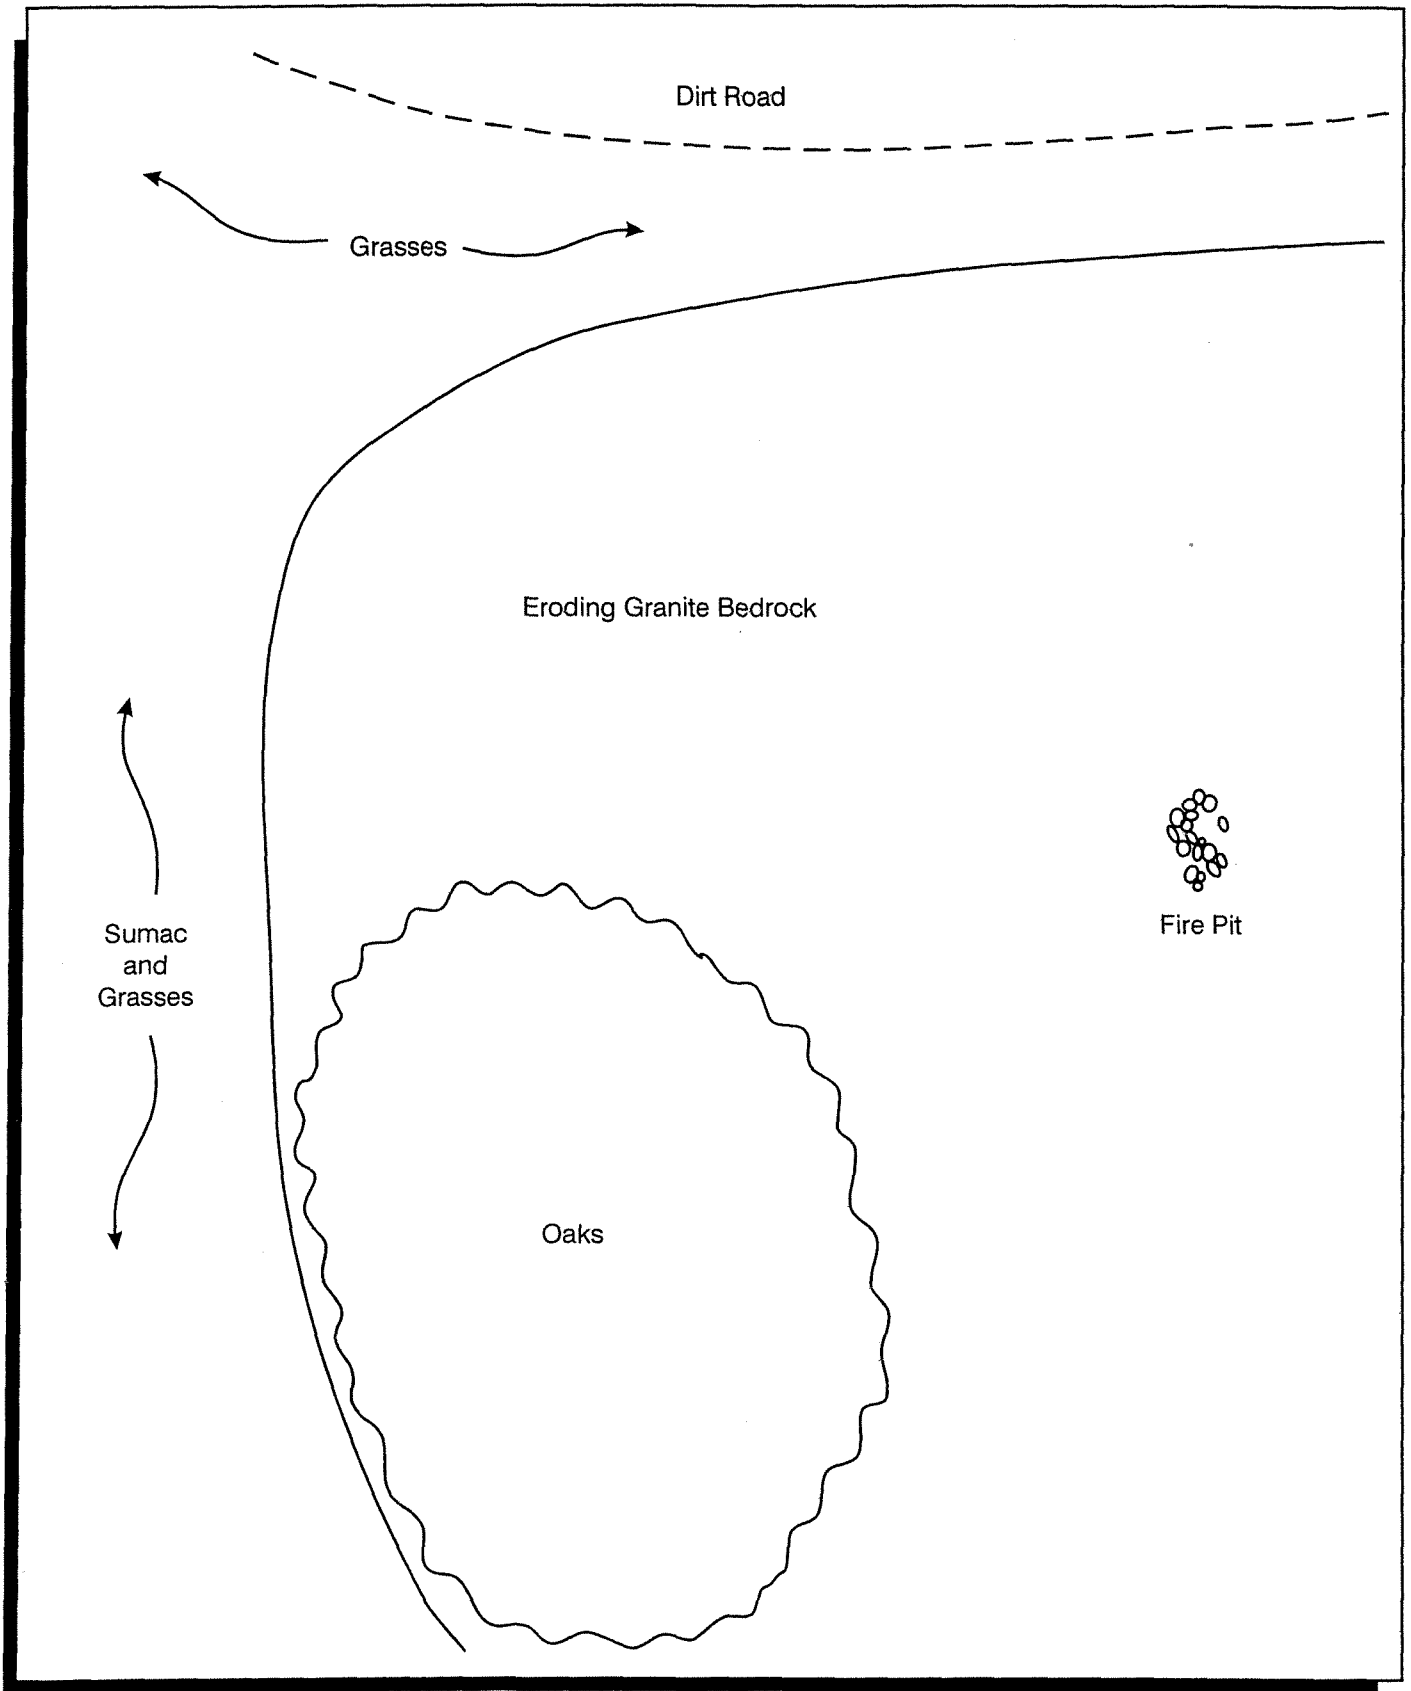 Dirt Road
Grasses
Eroding Granite Bedrock
Fire Pit
Sumac
and
Grasses
Oaks